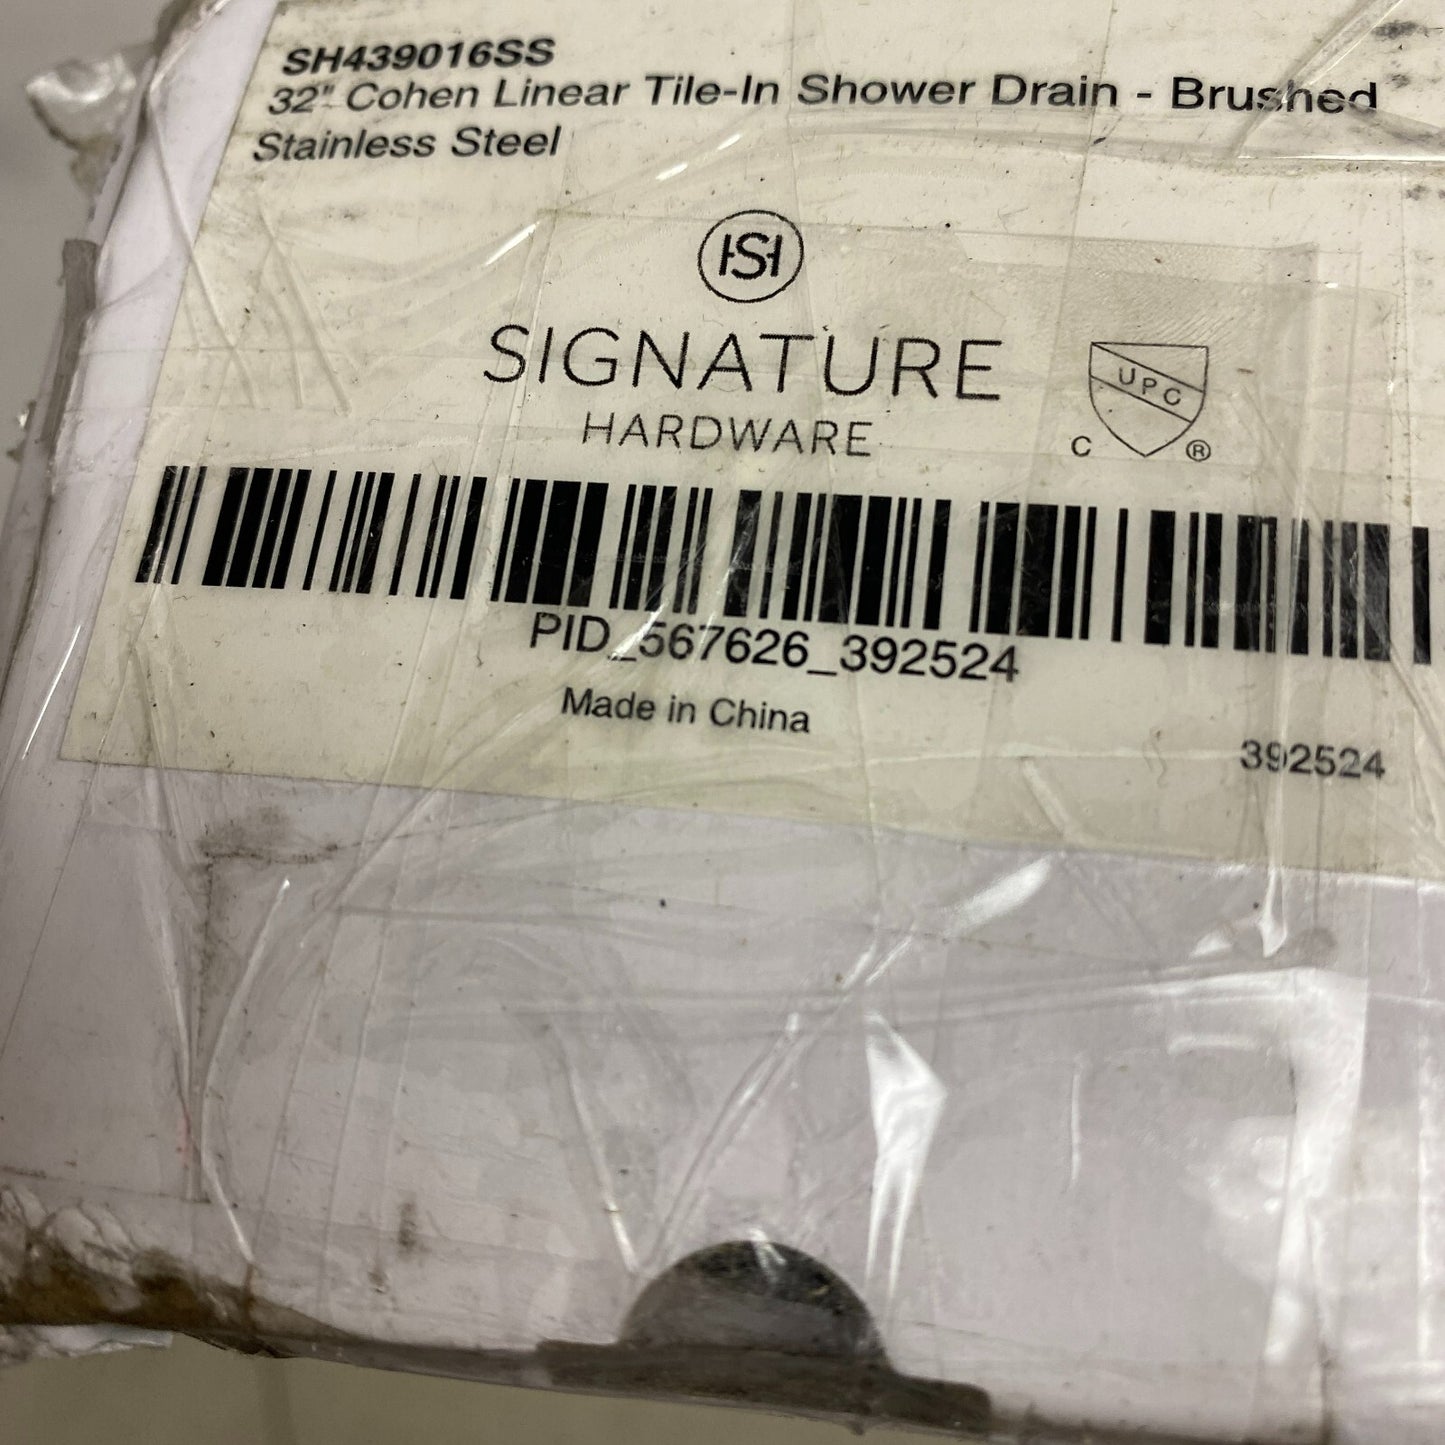 SH439016SS
32" Cohen Linear Tile-In Shower Drain - Brushed
Stainless Steel
HSH
SIGNATURE
HARDWARE
UPC
C ®
PID_567626_392524
Made in China
392524